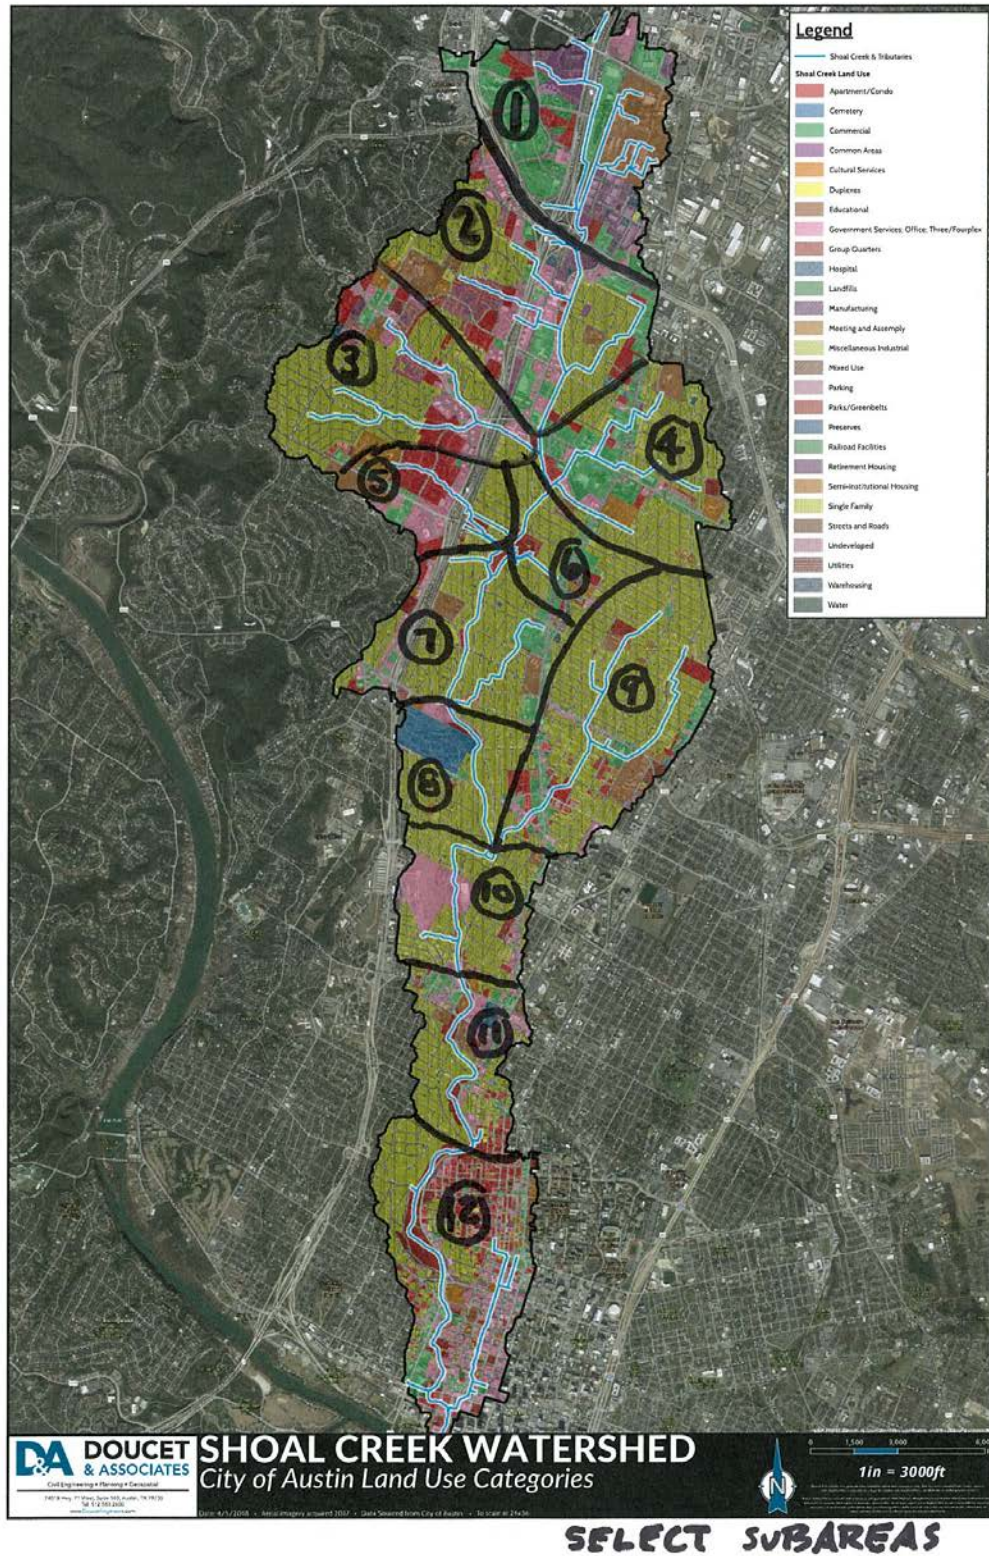 Legend
Shoal Creek & Tributaries
Shoal Creek Land Use
Apartment/Condo
Cemetery
Commercial
Common Areas
Cultural Services
Duplexes
Educational
Government Services; Office; Three/Fourplex
Group Quarters
Hospital
Landfills
Manufacturing
Meeting and Assembly
Miscellaneous Industrial
Mixed Use
Parking
Parks/Greenbelts
Preserves
Railroad Facilities
Retirement Housing
Semi-institutional Housing
Single Family
Streets and Roads
Undeveloped
Utilities
Warehousing
Water
1
2
3
4
5
6
7
9
8
10
11
12
D&A DOUCET & ASSOCIATES
Civil Engineering • Planning • Geospatial
SHOAL CREEK WATERSHED
City of Austin Land Use Categories
0 1,500 3,000 6,00
1in = 3000ft
N
SELECT SUBAREAS